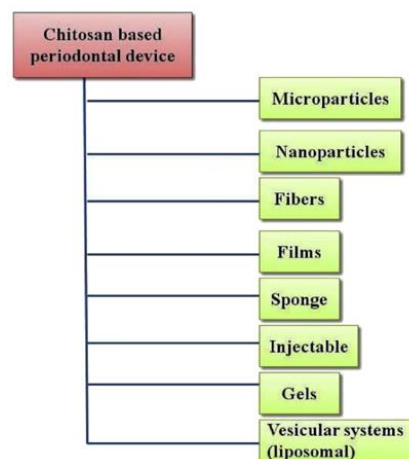 Chitosan based
periodontal device
Microparticles
Nanoparticles
Fibers
Films
Sponge
Injectable
Gels
Vesicular systems
(liposomal)